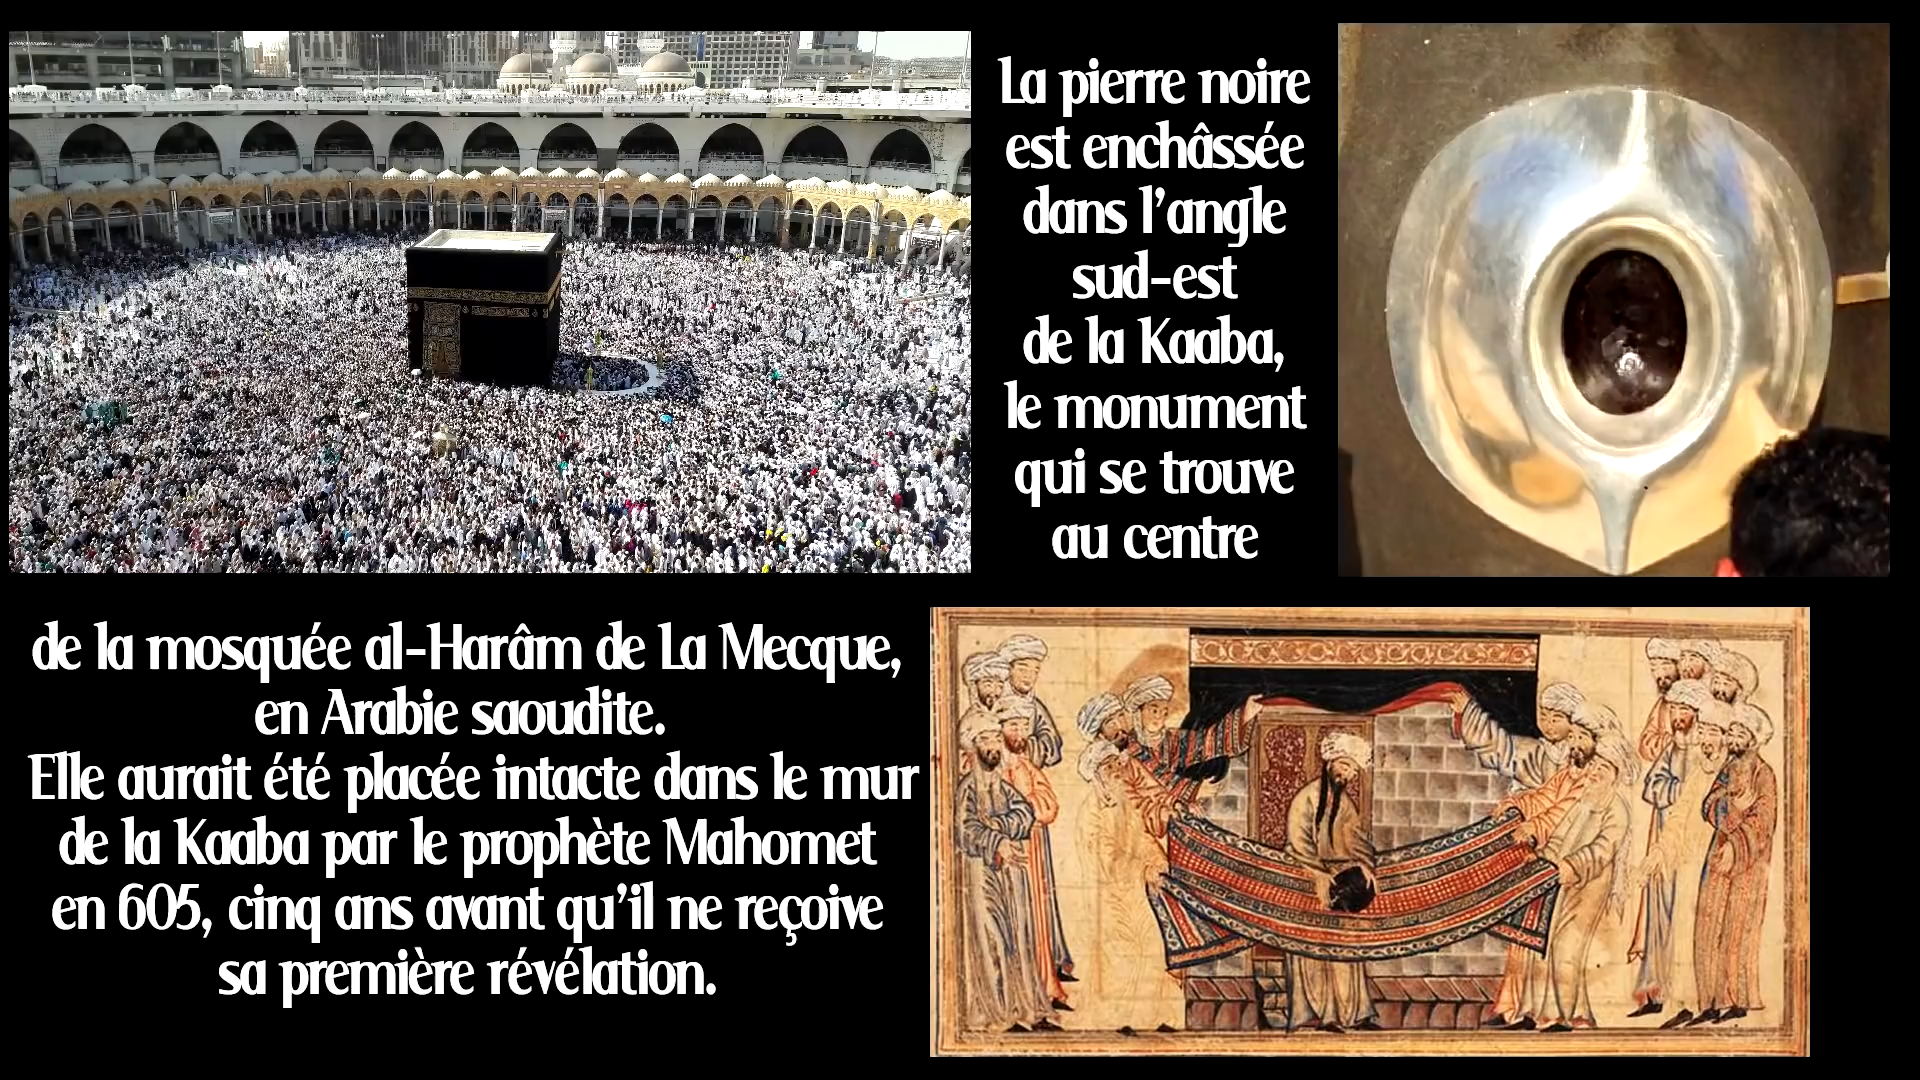 La pierre noire
est enchâssée
dans l'angle
sud-est
de la Kaaba,
le monument
qui se trouve
au centre
de la mosquée al-Harâm de La Mecque,
en Arabie saoudite.
Elle aurait été placée intacte dans le mur
de la Kaaba par le prophète Mahomet
en 605, cinq ans avant qu'il ne reçoive
sa première révélation.